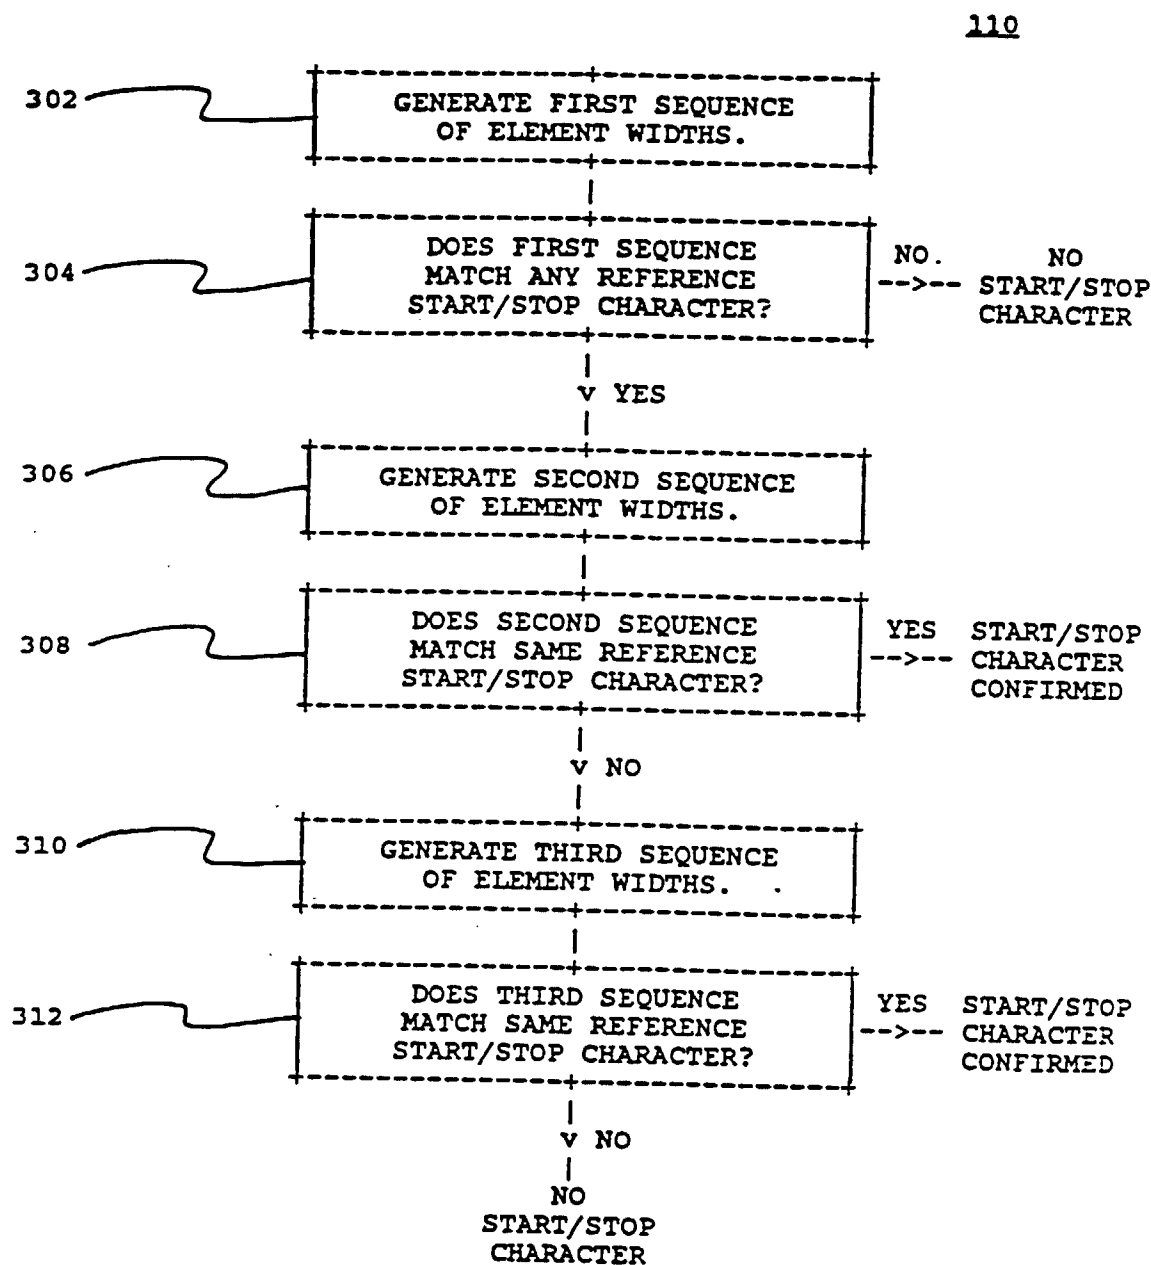 110
302
GENERATE FIRST SEQUENCE
OF ELEMENT WIDTHS.
304
DOES FIRST SEQUENCE
MATCH ANY REFERENCE
START/STOP CHARACTER?
NO.
NO
START/STOP
CHARACTER
YES
306
GENERATE SECOND SEQUENCE
OF ELEMENT WIDTHS.
308
DOES SECOND SEQUENCE
MATCH SAME REFERENCE
START/STOP CHARACTER?
YES
START/STOP
CHARACTER
CONFIRMED
NO
310
GENERATE THIRD SEQUENCE
OF ELEMENT WIDTHS.
312
DOES THIRD SEQUENCE
MATCH SAME REFERENCE
START/STOP CHARACTER?
YES
START/STOP
CHARACTER
CONFIRMED
NO
NO
START/STOP
CHARACTER